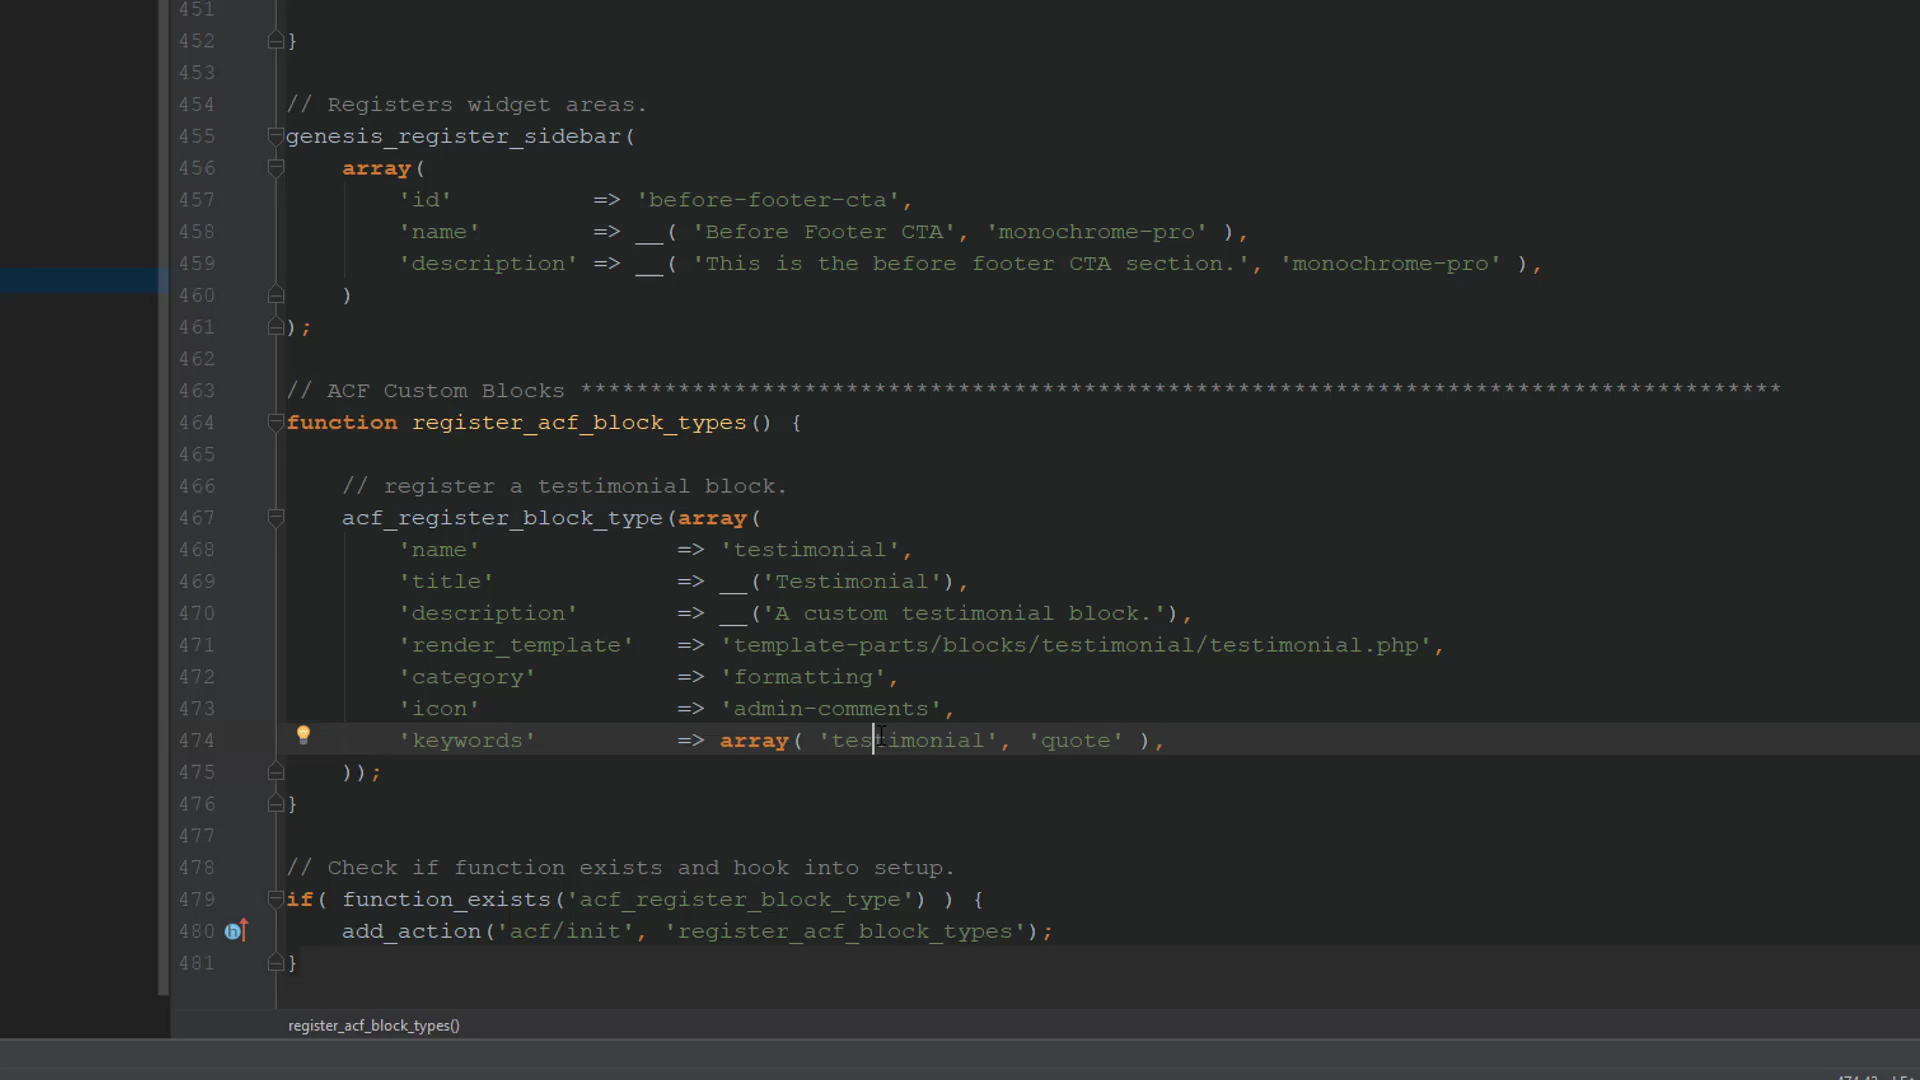 451
452 }
453
454 // Registers widget areas.
455 genesis_register_sidebar(
456 array(
457 'id' => 'before-footer-cta',
458 'name' => __( 'Before Footer CTA', 'monochrome-pro' ),
459 'description' => __( 'This is the before footer CTA section.', 'monochrome-pro' ),
460 )
461 );
462
463 // ACF Custom Blocks **************************************************************************************
464 function register_acf_block_types() {
465
466 // register a testimonial block.
467 acf_register_block_type(array(
468 'name' => 'testimonial',
469 'title' => __('Testimonial'),
470 'description' => __('A custom testimonial block.'),
471 'render_template' => 'template-parts/blocks/testimonial/testimonial.php',
472 'category' => 'formatting',
473 'icon' => 'admin-comments',
474 'keywords' => array( 'testimonial', 'quote' ),
475 ));
476 }
477
478 // Check if function exists and hook into setup.
479 if( function_exists('acf_register_block_type') ) {
480 add_action('acf/init', 'register_acf_block_types');
481 }
register_acf_block_types()